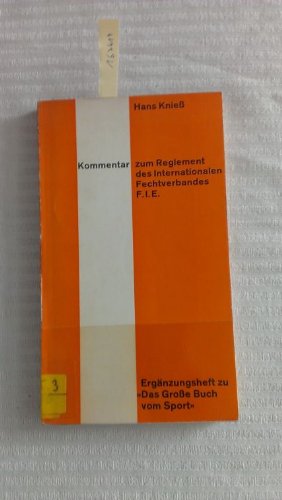 Hans Knieß
Kommentar zum Reglement
des Internationalen
Fechtverbandes
F.I.E.
Ergänzungsheft zu
»Das Große Buch
vom Sport«
3